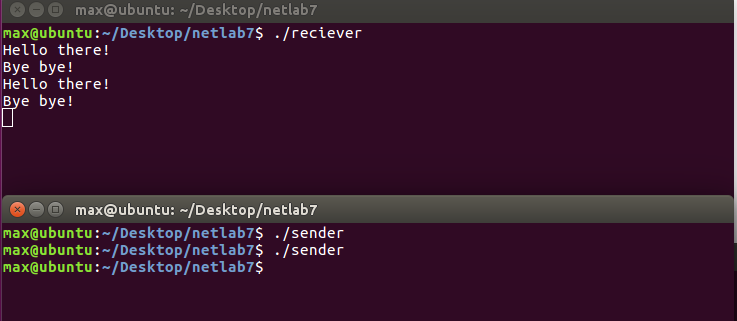 max@ubuntu: ~/Desktop/netlab7
max@ubuntu:~/Desktop/netlab7$ ./reciever
Hello there!
Bye bye!
Hello there!
Bye bye!
max@ubuntu: ~/Desktop/netlab7
max@ubuntu:~/Desktop/netlab7$ ./sender
max@ubuntu:~/Desktop/netlab7$ ./sender
max@ubuntu:~/Desktop/netlab7$